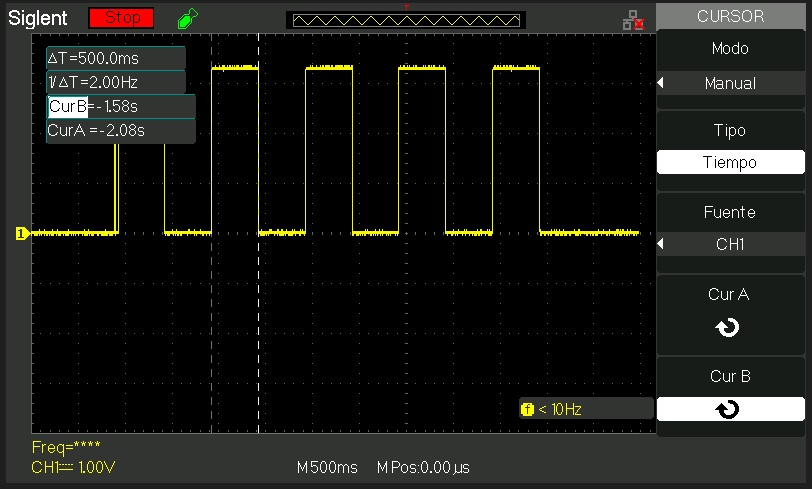 Siglent Stop T CURSOR
ΔT=500.0ms
1/ΔT=2.00Hz
CurB=-1.58s
CurA =-2.08s
Modo
Manual
Tipo
Tiempo
Fuente
CH1
Cur A
Cur B
1
f < 10Hz
Freq=****
CH1 1.00V M500ms M Pos:0.00µs